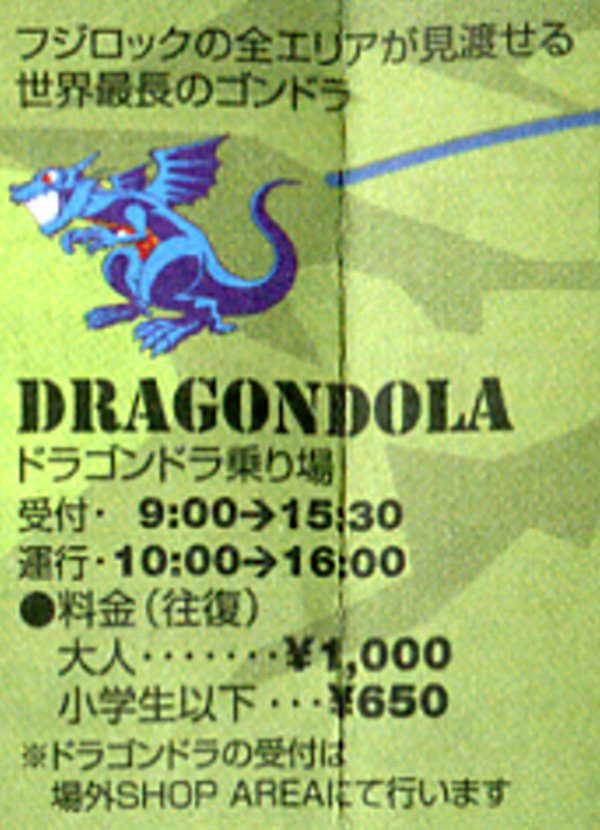 フジロックの全エリアが見渡せる
世界最長のゴンドラ
DRAGONDOLA
ドラゴンドラ乗り場
受付・ 9:00→15:30
運行・10:00→16:00
●料金(往復)
大人・・・・・・・¥1,000
小学生以下・・・¥650
※ドラゴンドラの受付は
場外SHOP AREAにて行います